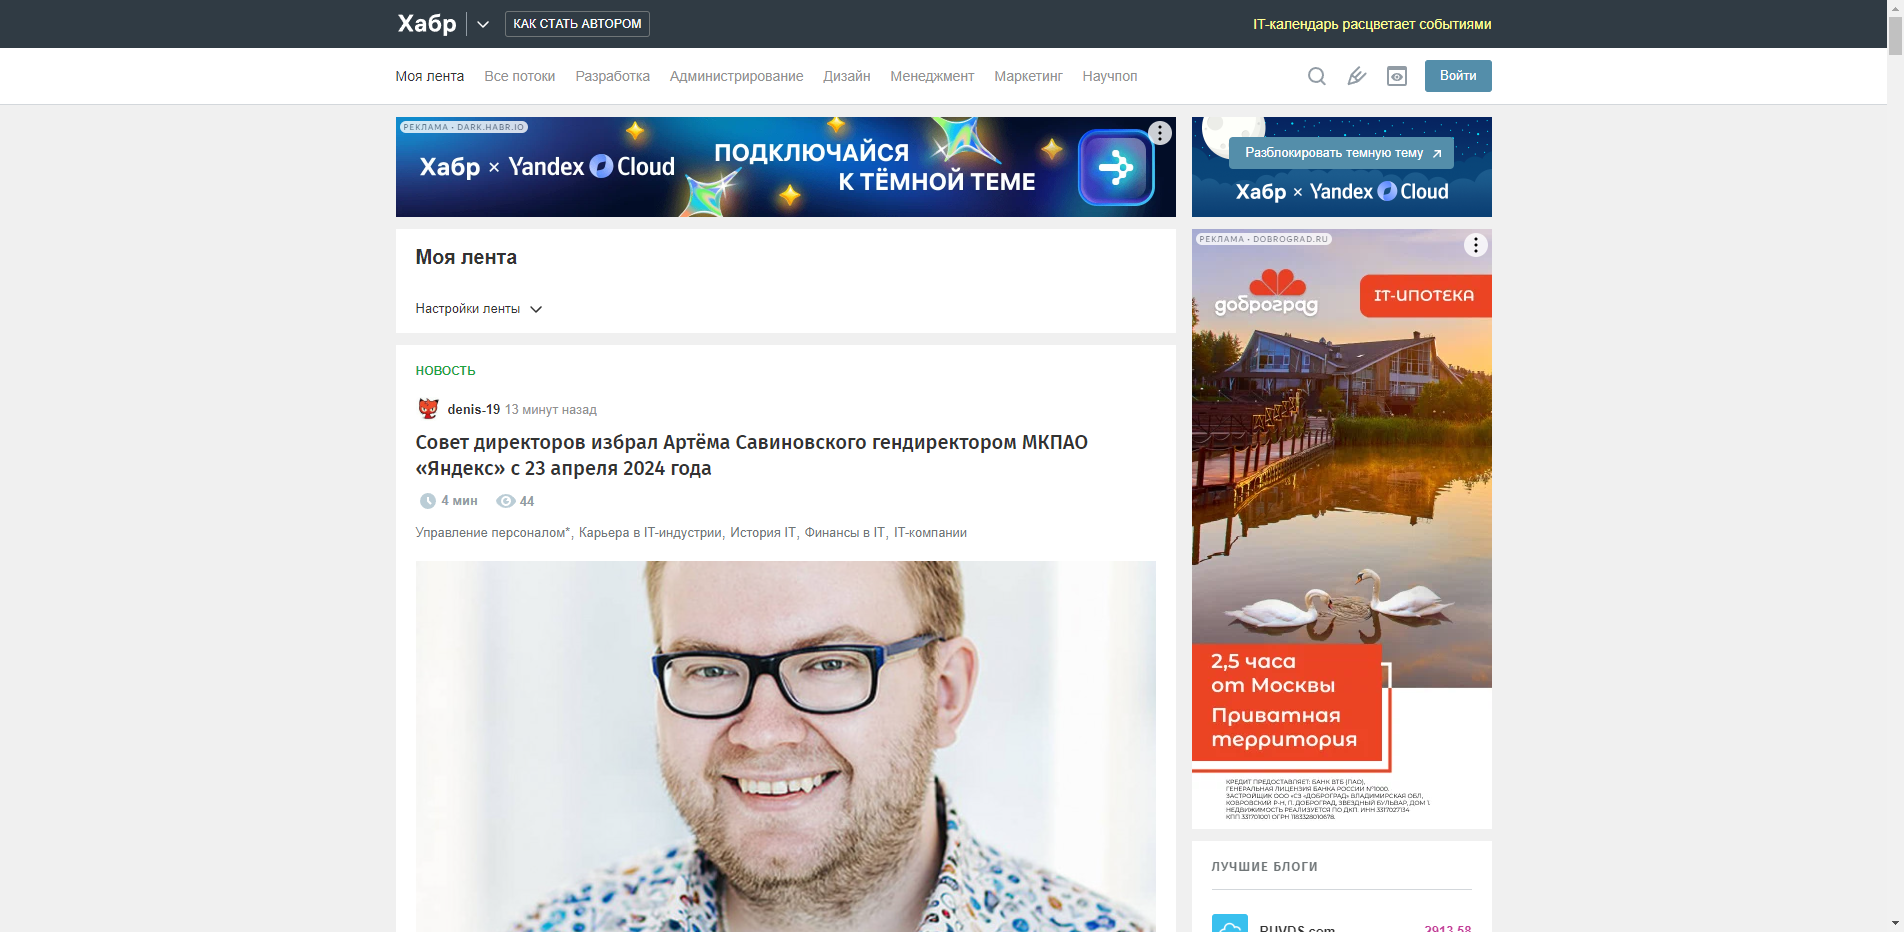 Хабр
КАК СТАТЬ АВТОРОМ
IT-календарь расцветает событиями
Моя лента Все потоки Разработка Администрирование Дизайн Менеджмент Маркетинг Научпоп
Войти
РЕКЛАМА • DARK.HABR.IO
Хабр × Yandex Cloud
ПОДКЛЮЧАЙСЯ
К ТЁМНОЙ ТЕМЕ
Разблокировать темную тему
Хабр × Yandex Cloud
Моя лента
Настройки ленты
НОВОСТЬ
denis-19 13 минут назад
Совет директоров избрал Артёма Савиновского гендиректором МКПАО
«Яндекс» с 23 апреля 2024 года
4 мин 44
Управление персоналом*, Карьера в IT-индустрии, История IT, Финансы в IT, IT-компании
РЕКЛАМА • DOBROGRAD.RU
доброград
IT-ИПОТЕКА
2,5 часа
от Москвы
Приватная
территория
КРЕДИТ ПРЕДОСТАВЛЯЕТ: БАНК ВТБ (ПАО),
ГЕНЕРАЛЬНАЯ ЛИЦЕНЗИЯ БАНКА РОССИИ №1000.
ЗАСТРОЙЩИК ООО «СЗ «ДОБРОГРАД» ВЛАДИМИРСКАЯ ОБЛ,
КОВРОВСКИЙ Р-Н, П. ДОБРОГРАД, ЗВЕЗДНЫЙ БУЛЬВАР, ДОМ 1.
НЕДВИЖИМОСТЬ РЕАЛИЗУЕТСЯ ПО ДКП. ИНН 3317027134
КПП 331701001 ОГРН 1183328010678.
ЛУЧШИЕ БЛОГИ
RUVDS.com 2913.58